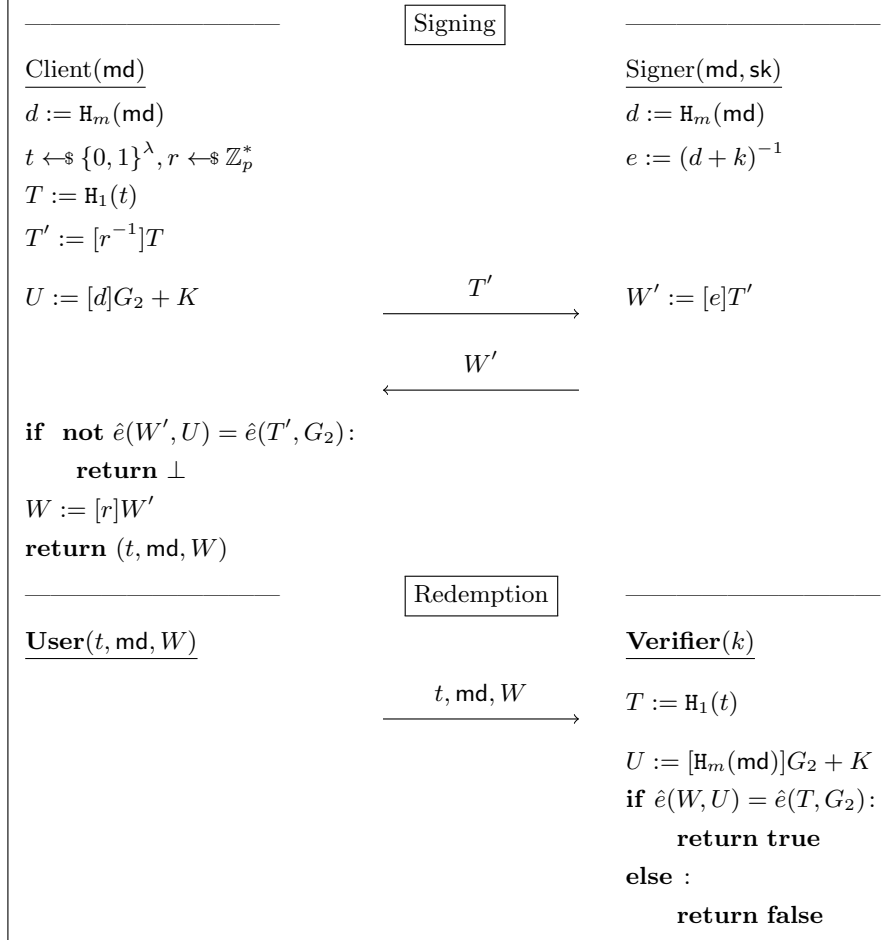 Signing
Client(md) Signer(md, sk)
d := H_m(md) d := H_m(md)
t ←$ {0, 1}^λ, r ←$ ℤ_p^* e := (d + k)^{−1}
T := H_1(t)
T′ := [r^{−1}]T
U := [d]G_2 + K T′ W′ := [e]T′
W′
if not ê(W′, U) = ê(T′, G_2):
return ⊥
W := [r]W′
return (t, md, W)
Redemption
User(t, md, W) Verifier(k)
t, md, W T := H_1(t)
U := [H_m(md)]G_2 + K
if ê(W, U) = ê(T, G_2):
return true
else :
return false